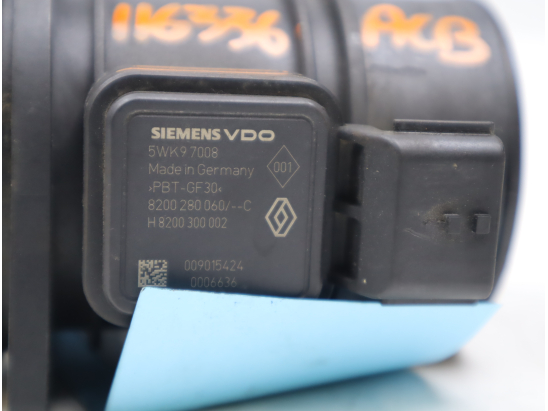 116336 ACB
SIEMENS VDO
5WK9 7008
Made in Germany
001
>PBT-GF30<
8200 280 060/--C
H 8200 300 002
009015424
0006636